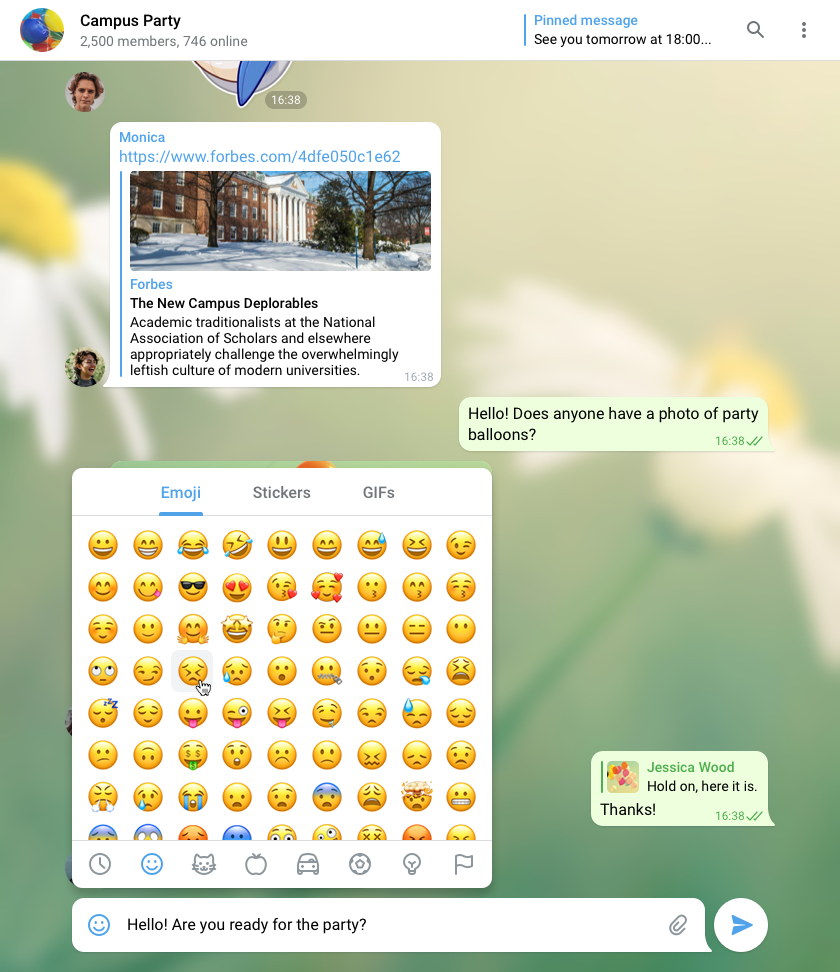 Campus Party
2,500 members, 746 online
Pinned message
See you tomorrow at 18:00...
16:38
Monica
https://www.forbes.com/4dfe050c1e62
Forbes
The New Campus Deplorables
Academic traditionalists at the National
Association of Scholars and elsewhere
appropriately challenge the overwhelmingly
leftish culture of modern universities.
16:38
Hello! Does anyone have a photo of party
balloons?
16:38
Emoji
Stickers
GIFs
Jessica Wood
Hold on, here it is.
Thanks!
16:38
Hello! Are you ready for the party?